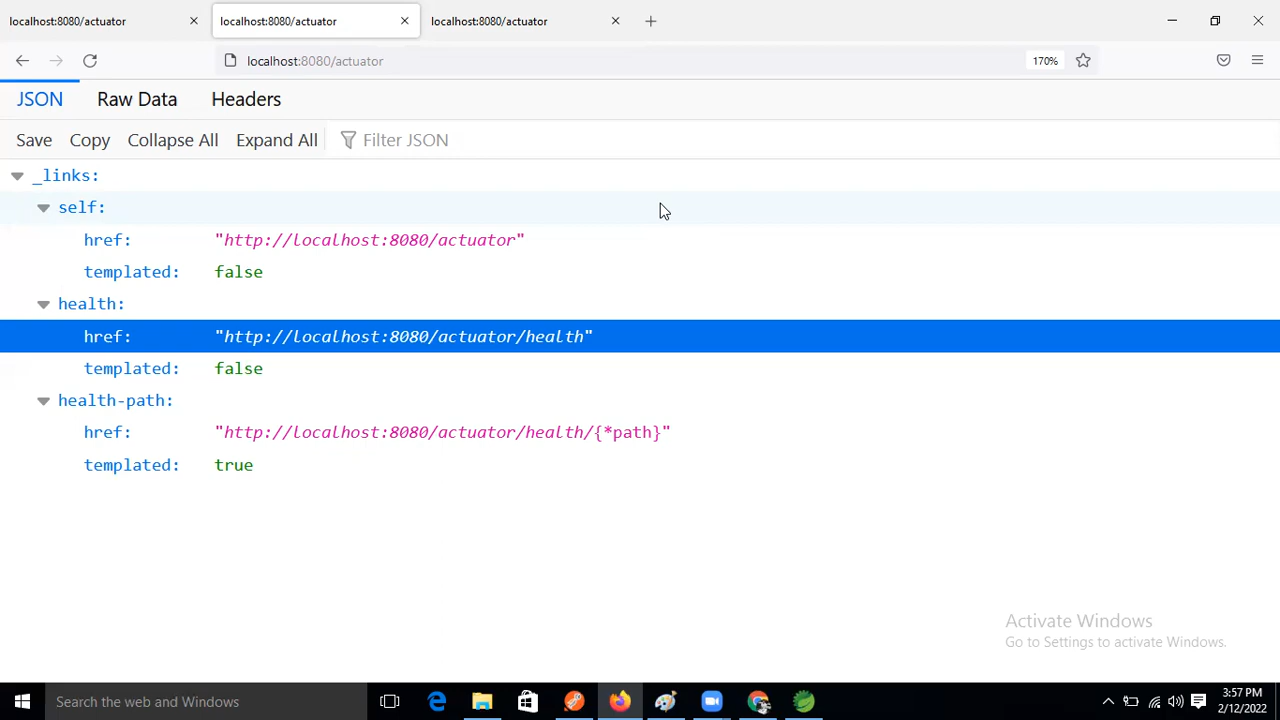 localhost:8080/actuator
localhost:8080/actuator
localhost:8080/actuator
localhost:8080/actuator
170%
JSON Raw Data Headers
Save Copy Collapse All Expand All Filter JSON
_links:
self:
href: "http://localhost:8080/actuator"
templated: false
health:
href: "http://localhost:8080/actuator/health"
templated: false
health-path:
href: "http://localhost:8080/actuator/health/{*path}"
templated: true
Activate Windows
Go to Settings to activate Windows.
Search the web and Windows
3:57 PM
2/12/2022